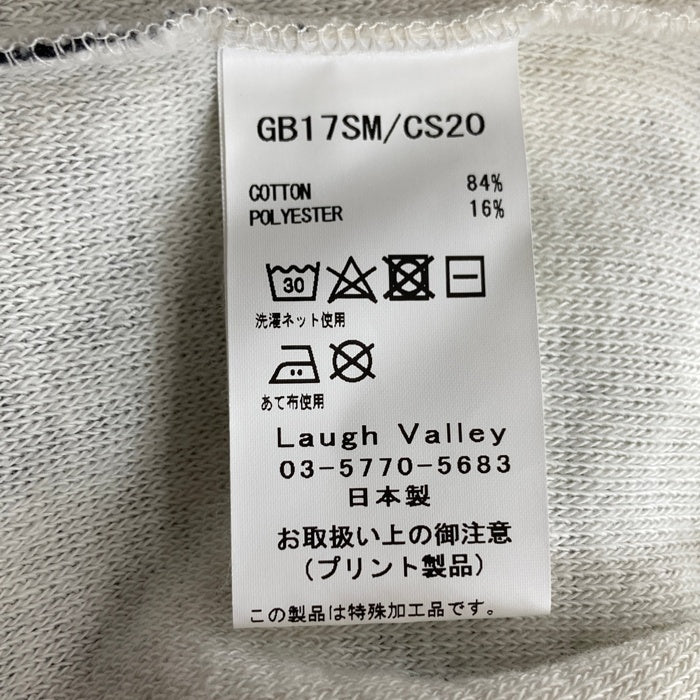 GB17SM/CS20
COTTON 84%
POLYESTER 16%
30
洗濯ネット使用
あて布使用
Laugh Valley
03-5770-5683
日本製
お取扱い上の御注意
(プリント製品)
この製品は特殊加工品です。